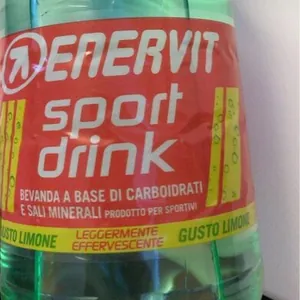 ENERVIT
sport
drink
BEVANDA A BASE DI CARBOIDRATI
E SALI MINERALI PRODOTTO PER SPORTIVI
GUSTO LIMONE LEGGERMENTE EFFERVESCENTE GUSTO LIMONE